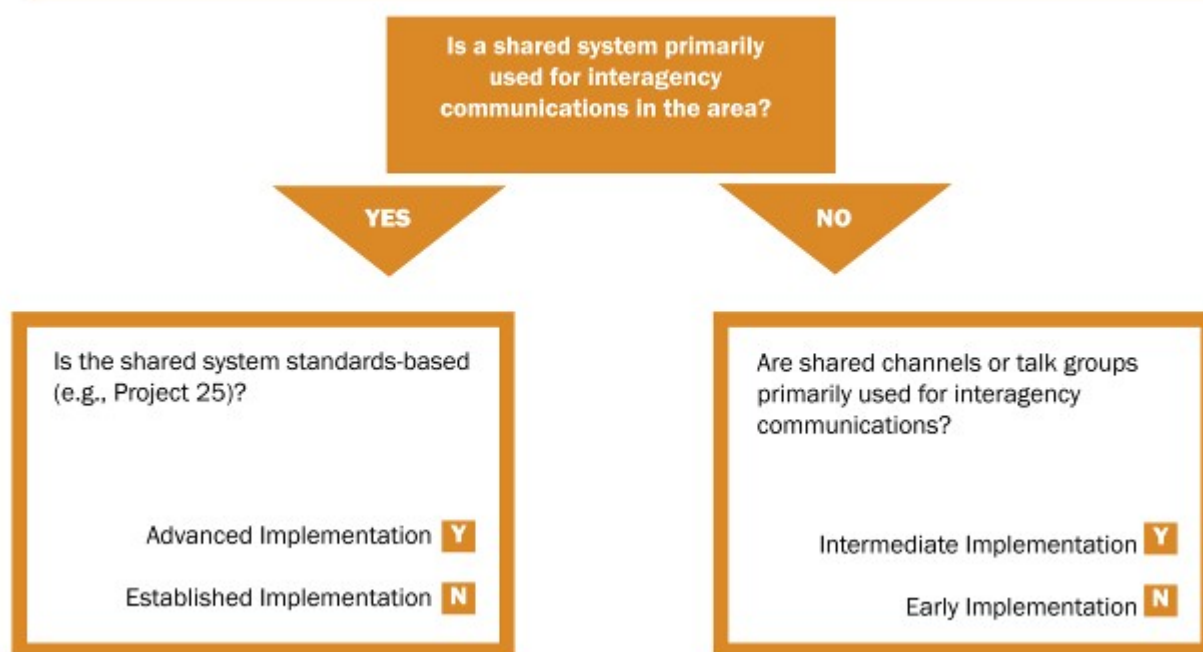 Is a shared system primarily
used for interagency
communications in the area?
YES
NO
Is the shared system standards-based
(e.g., Project 25)?
Advanced Implementation Y
Established Implementation N
Are shared channels or talk groups
primarily used for interagency
communications?
Intermediate Implementation Y
Early Implementation N